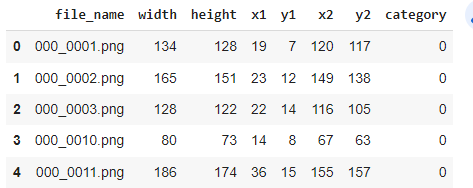 file_name width height x1 y1 x2 y2 category
0 000_0001.png 134 128 19 7 120 117 0
1 000_0002.png 165 151 23 12 149 138 0
2 000_0003.png 128 122 22 14 116 105 0
3 000_0010.png 80 73 14 8 67 63 0
4 000_0011.png 186 174 36 15 155 157 0